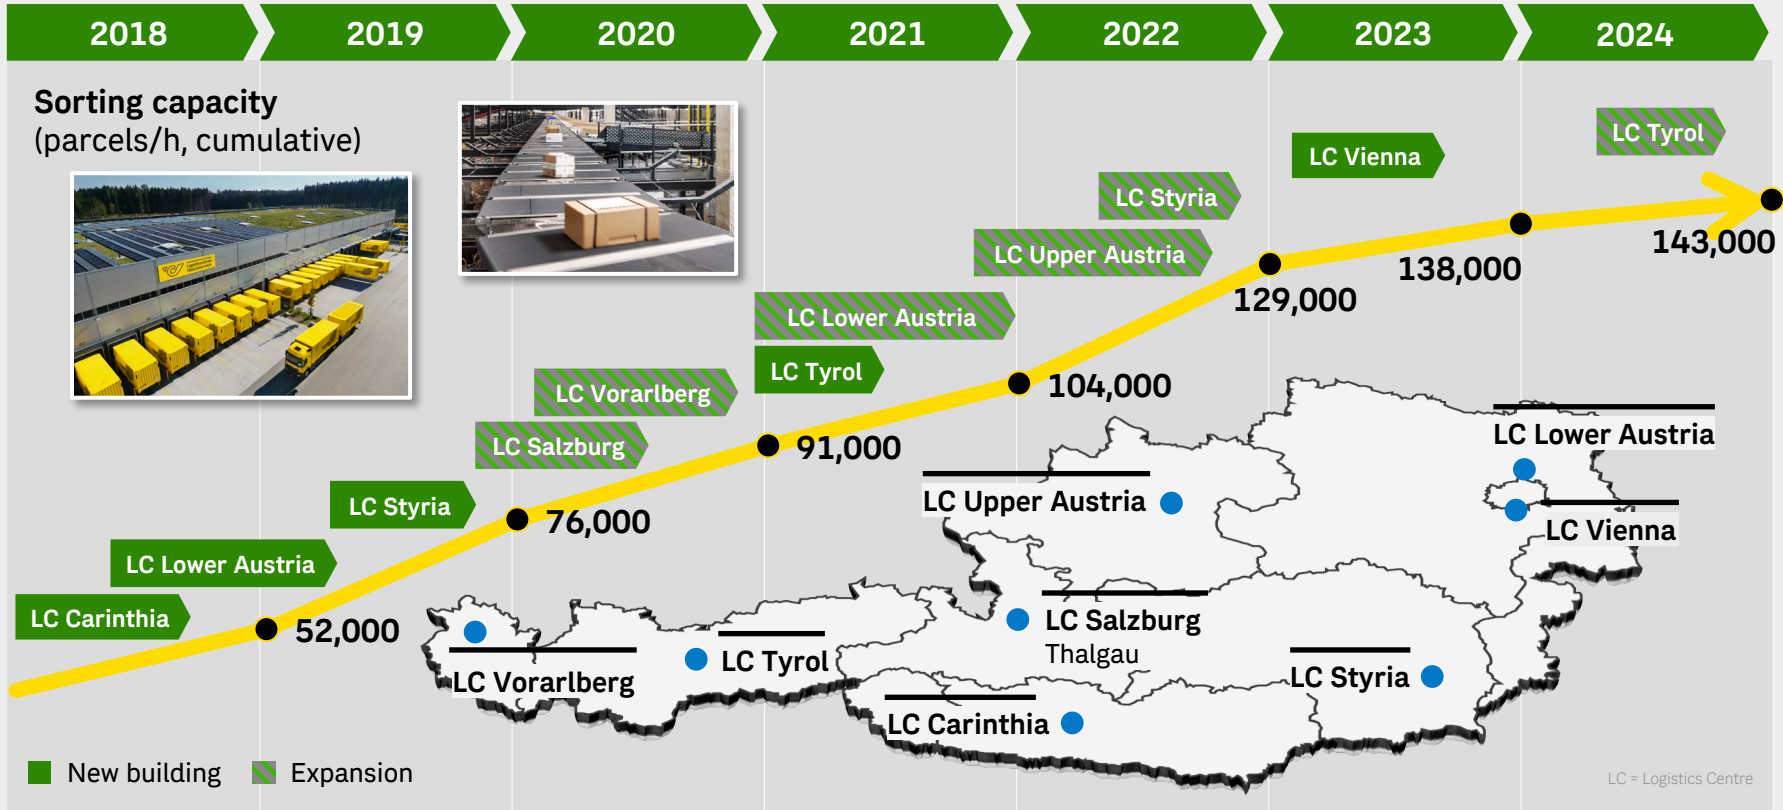 2018
2019
2020
2021
2022
2023
2024
Sorting capacity
(parcels/h, cumulative)
LC Tyrol
LC Vienna
LC Styria
143,000
LC Upper Austria
138,000
129,000
LC Lower Austria
LC Tyrol
104,000
LC Vorarlberg
LC Salzburg
91,000
LC Styria
76,000
LC Lower Austria
LC Carinthia
52,000
LC Lower Austria
LC Upper Austria
LC Vienna
LC Salzburg
Thalgau
LC Tyrol
LC Vorarlberg
LC Styria
LC Carinthia
New building
Expansion
LC = Logistics Centre